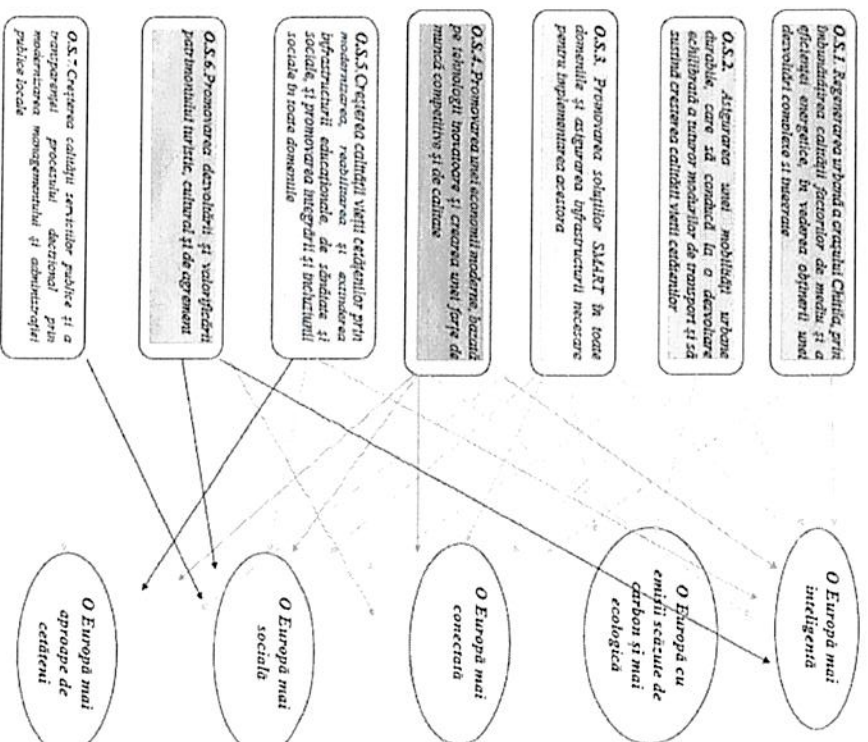 O.S.1. Regenerarea urbană a orașului Chitila, prin
îmbunătățirea calității factorilor de mediu și a
eficienței energetice, în vederea obținerii unei
dezvoltări complexe si integrate
O.S.2. Asigurarea unei mobilități urbane
durabile, care să conducă la o dezvoltare
echilibrată a tuturor modurilor de transport și să
susțină creșterea calității vieții cetățenilor
O.S.3. Promovarea soluțiilor SMART în toate
domeniile și asigurarea infrastructurii necesare
pentru implementarea acestora
O.S.4. Promovarea unei economii moderne, bazată
pe tehnologii inovatoare și crearea unei forțe de
muncă competitive și de calitate
O.S.5.Creșterea calității vieții cetățenilor prin
modernizarea, reabilitarea și extinderea
infrastructurii educaționale, de sănătate și
sociale, și promovarea integrării și incluziunii
sociale în toate domeniile
O.S.6. Promovarea dezvoltării și valorificării
patrimoniului turistic, cultural și de agrement
O.S.7. Creșterea calității serviciilor publice și a
transparenței procesului decizional prin
modernizarea managementului și administrației
publice locale
O Europă mai
inteligentă
O Europă cu
emisii scăzute de
carbon și mai
ecologică
O Europă mai
conectată
O Europă mai
socială
O Europă mai
aproape de
cetățeni